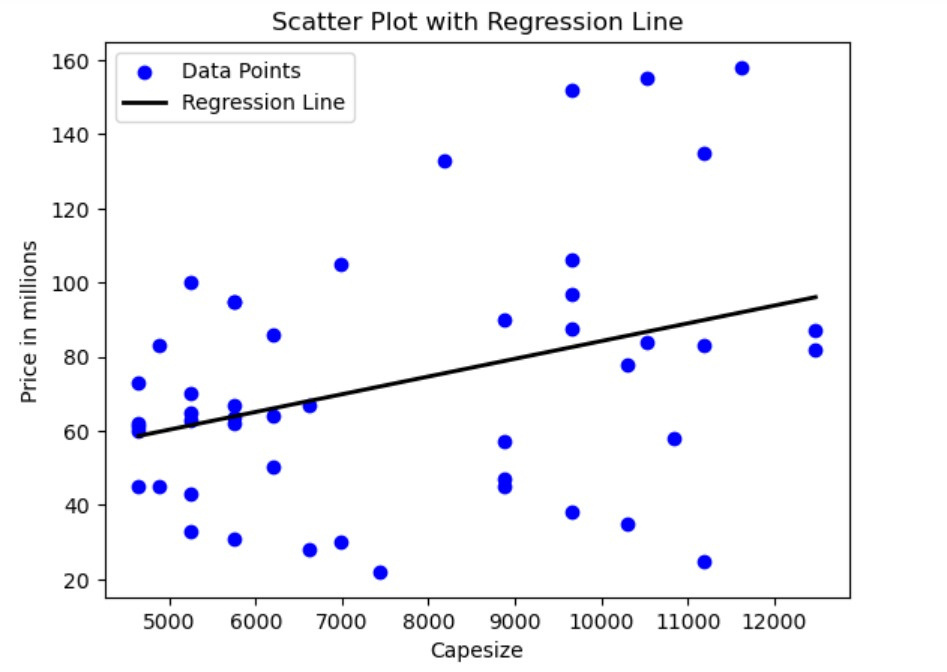 Scatter Plot with Regression Line
Data Points
Regression Line
Price in millions
160
140
120
100
80
60
40
20
5000 6000 7000 8000 9000 10000 11000 12000
Capesize